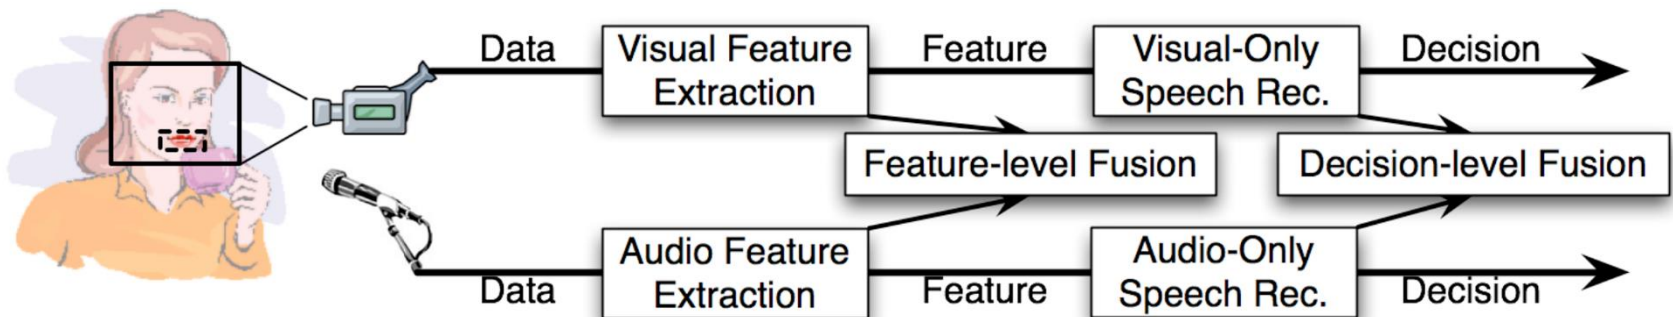 Data
Visual Feature
Extraction
Feature
Visual-Only
Speech Rec.
Decision
Feature-level Fusion
Decision-level Fusion
Data
Audio Feature
Extraction
Feature
Audio-Only
Speech Rec.
Decision